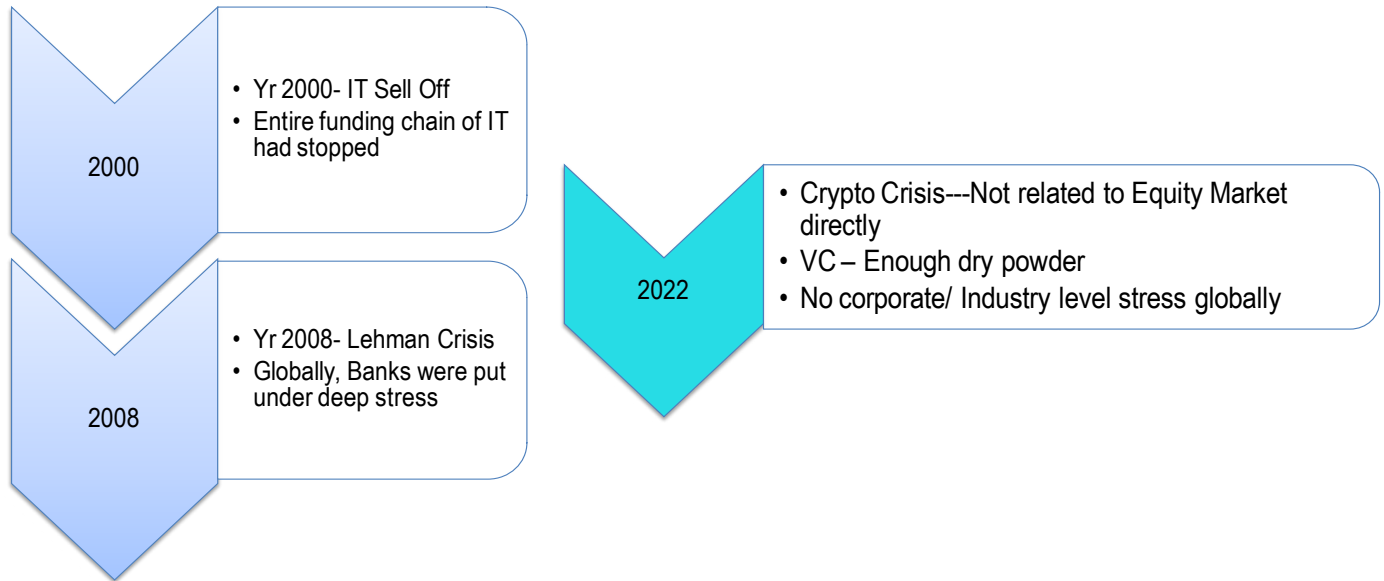 2000
• Yr 2000- IT Sell Off
• Entire funding chain of IT
had stopped
2008
• Yr 2008- Lehman Crisis
• Globally, Banks were put
under deep stress
2022
• Crypto Crisis---Not related to Equity Market
directly
• VC – Enough dry powder
• No corporate/ Industry level stress globally